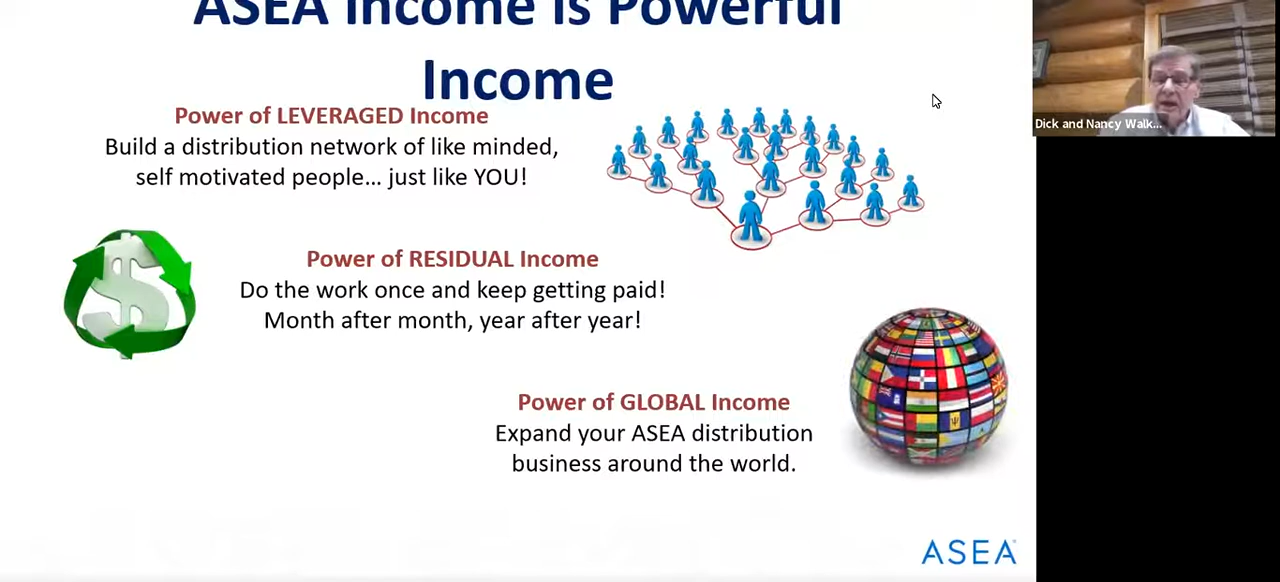 ASEA Income is Powerful
Income
Power of LEVERAGED Income
Build a distribution network of like minded,
self motivated people… just like YOU!
Power of RESIDUAL Income
Do the work once and keep getting paid!
Month after month, year after year!
Power of GLOBAL Income
Expand your ASEA distribution
business around the world.
ASEA
Dick and Nancy Walk...